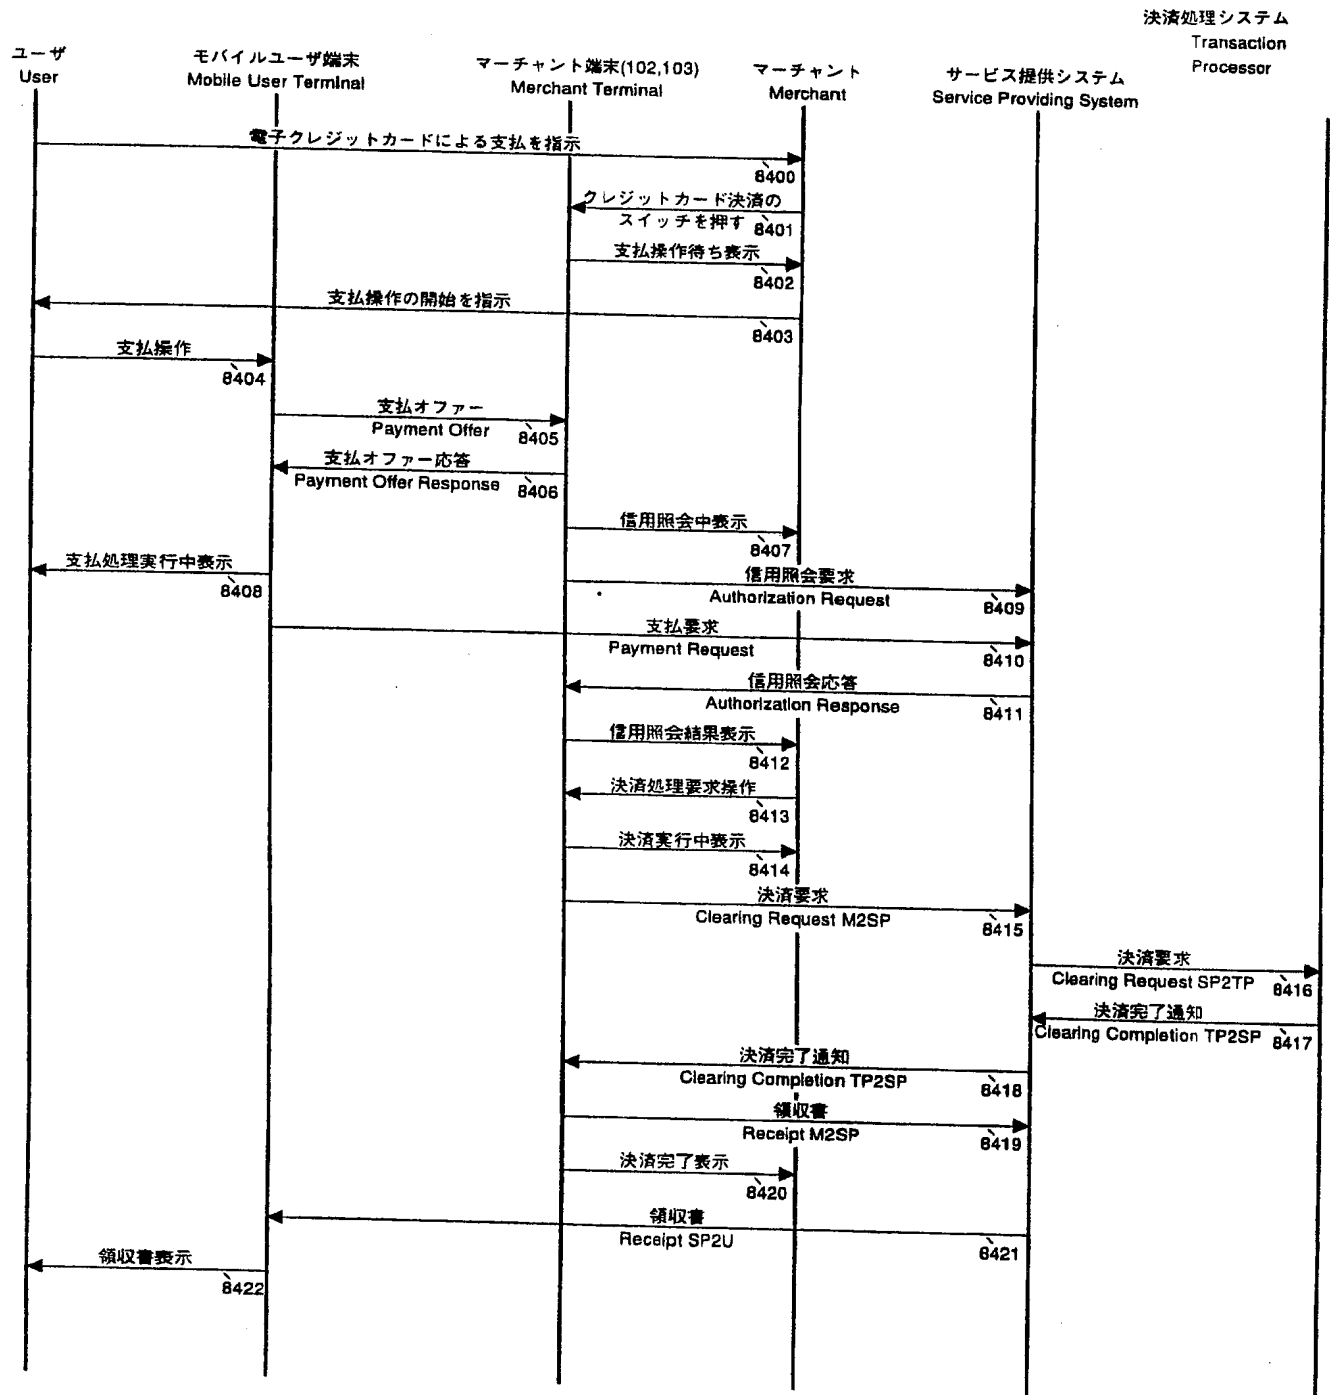 決済処理システム
Transaction
Processor
ユーザ
User
モバイルユーザ端末
Mobile User Terminal
マーチャント端末(102,103)
Merchant Terminal
マーチャント
Merchant
サービス提供システム
Service Providing System
電子クレジットカードによる支払を指示
8400
クレジットカード決済の
スイッチを押す 8401
支払操作待ち表示
8402
支払操作の開始を指示
8403
支払操作
8404
支払オファー
Payment Offer 8405
支払オファー応答
Payment Offer Response 8406
信用照会中表示
8407
支払処理実行中表示
8408
信用照会要求
Authorization Request 8409
支払要求
Payment Request 8410
信用照会応答
Authorization Response 8411
信用照会結果表示
8412
決済処理要求操作
8413
決済実行中表示
8414
決済要求
Clearing Request M2SP 8415
決済要求
Clearing Request SP2TP 8416
決済完了通知
Clearing Completion TP2SP 8417
決済完了通知
Clearing Completion TP2SP 8418
領収書
Receipt M2SP 8419
決済完了表示
8420
領収書
Receipt SP2U 8421
領収書表示
8422